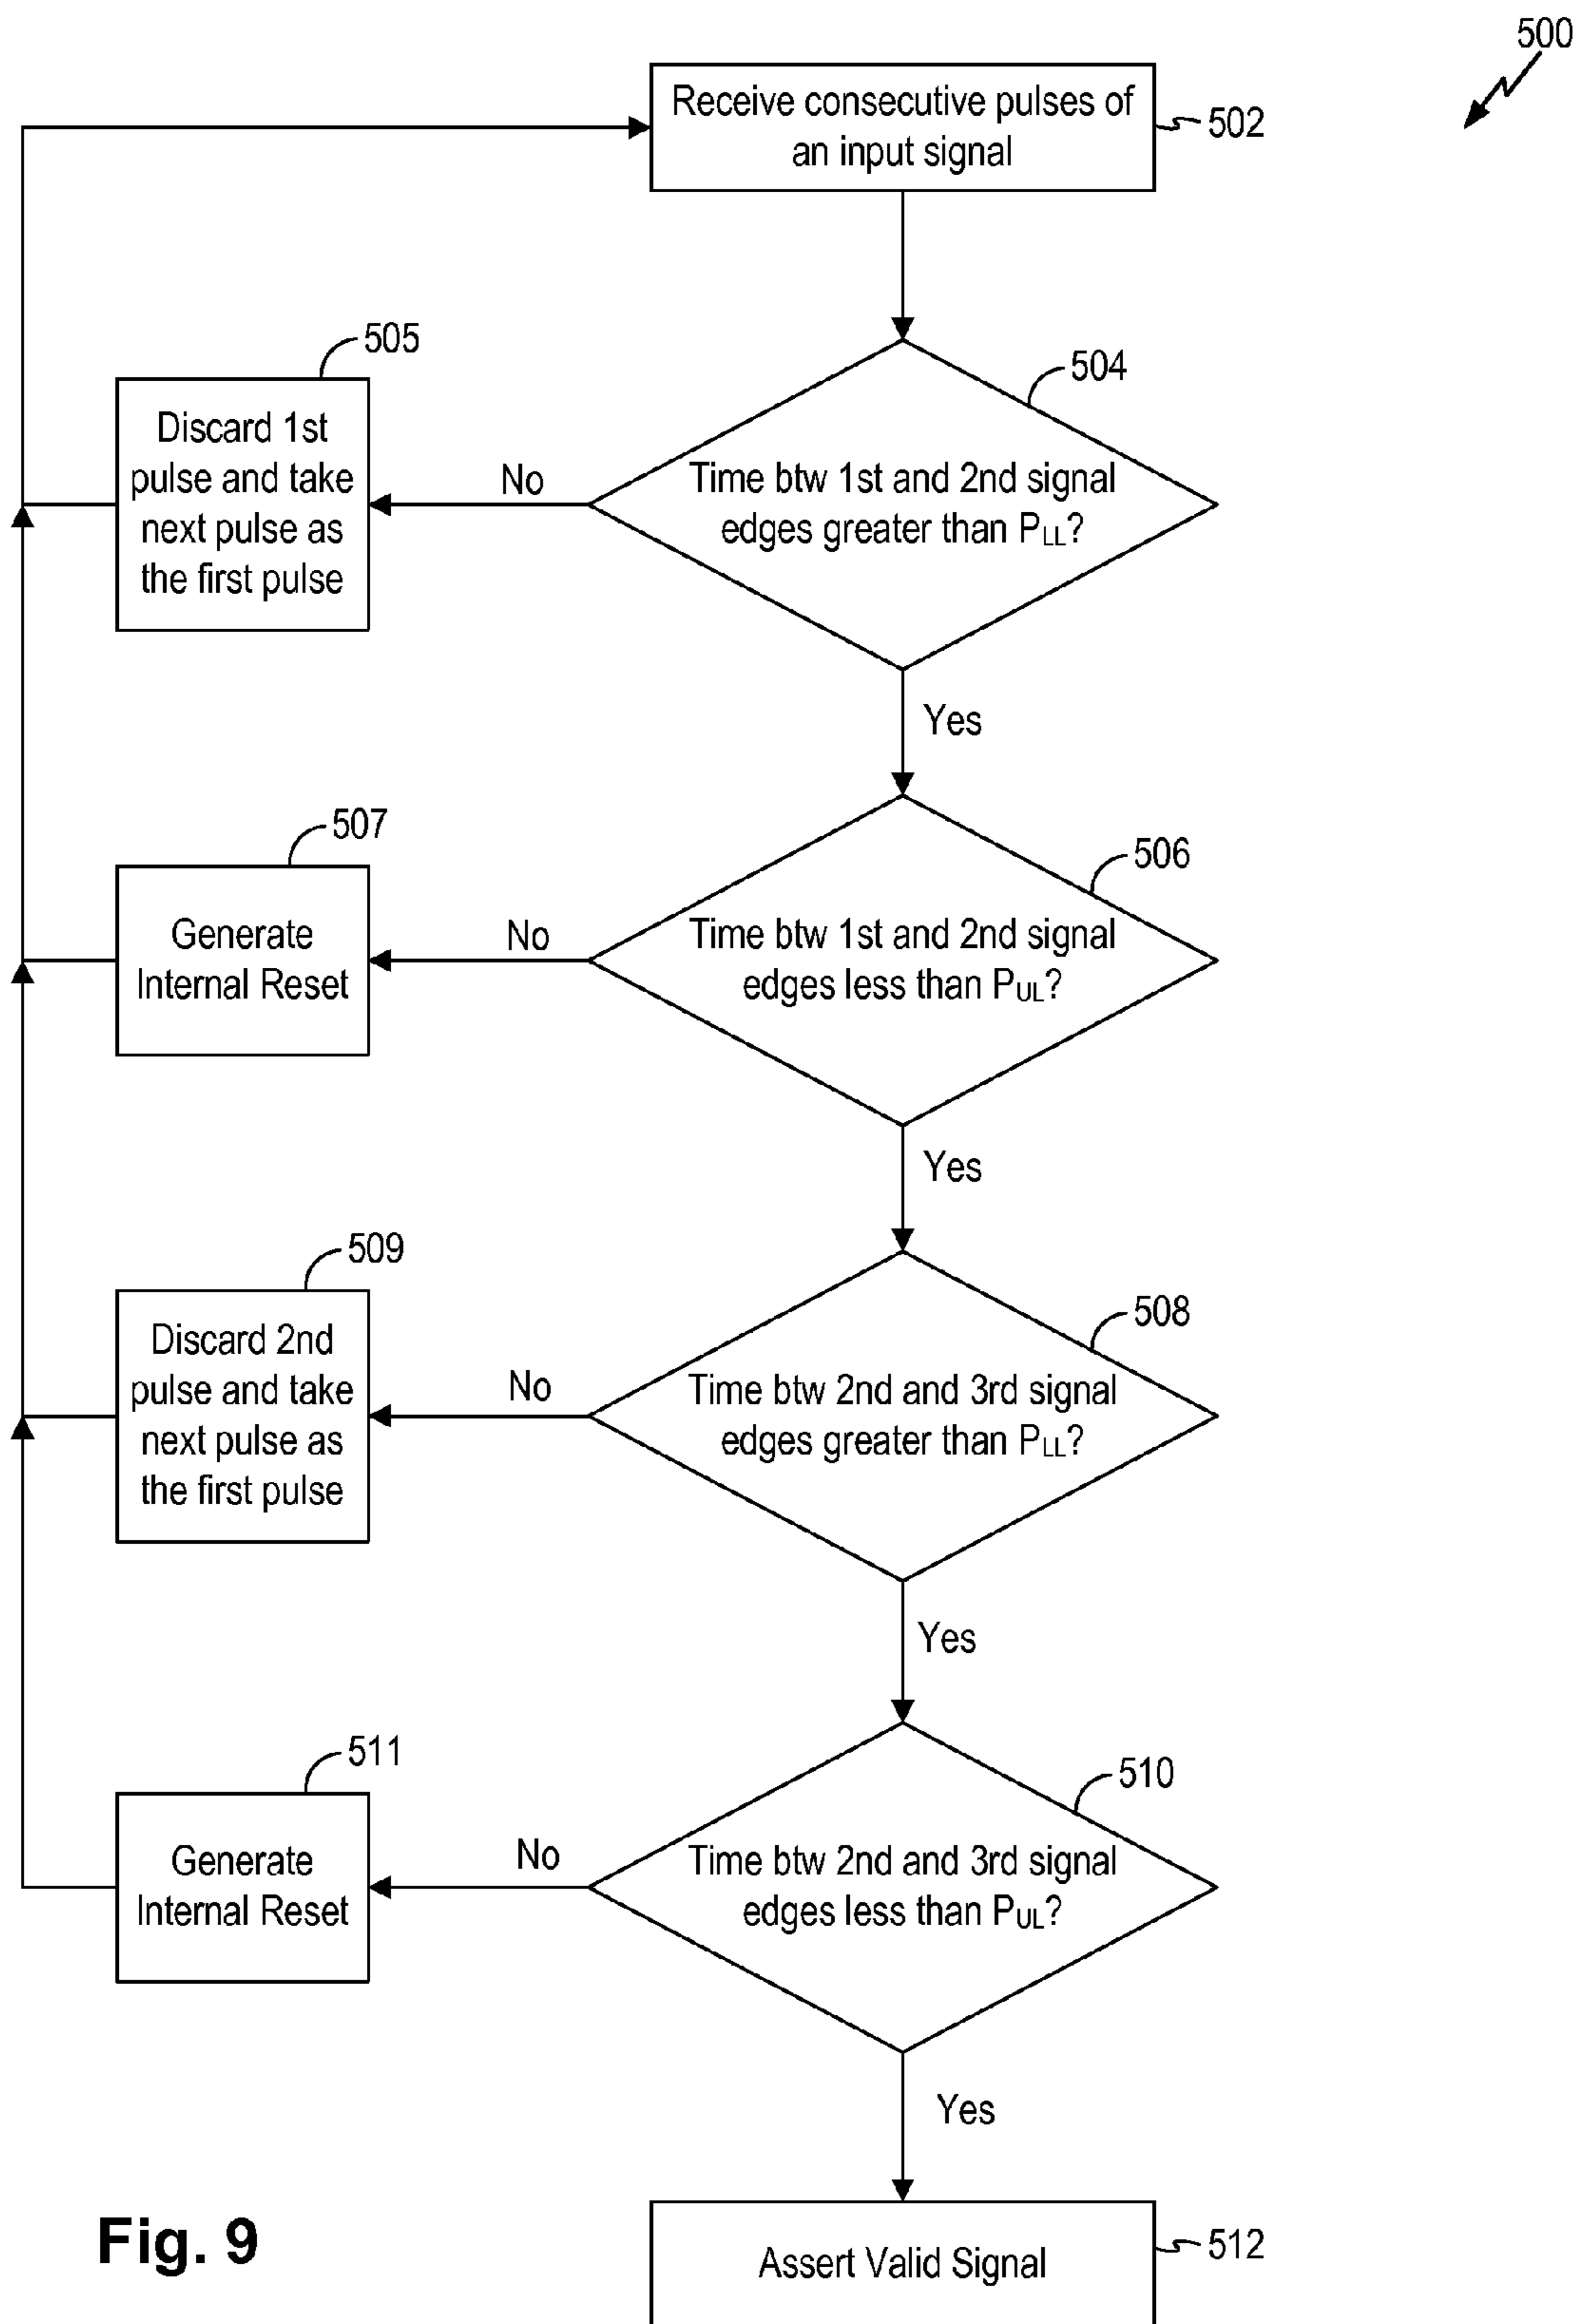 500
Receive consecutive pulses of
an input signal
502
505
Discard 1st
pulse and take
next pulse as
the first pulse
No
504
Time btw 1st and 2nd signal
edges greater than PLL?
Yes
507
Generate
Internal Reset
No
506
Time btw 1st and 2nd signal
edges less than PUL?
Yes
509
Discard 2nd
pulse and take
next pulse as
the first pulse
No
508
Time btw 2nd and 3rd signal
edges greater than PLL?
Yes
511
Generate
Internal Reset
No
510
Time btw 2nd and 3rd signal
edges less than PUL?
Yes
Assert Valid Signal
512
Fig. 9